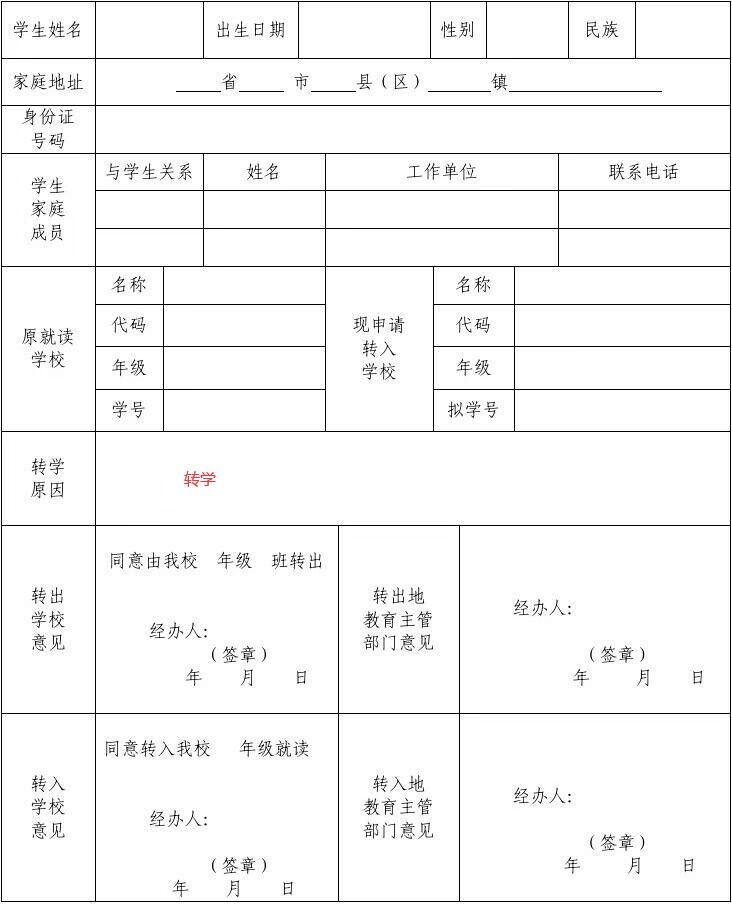 学生姓名 出生日期 性别 民族
家庭地址 _____省_____ 市_____县(区)_______镇_________________
身份证
号码
学生
家庭
成员
与学生关系 姓名 工作单位 联系电话
原就读
学校
名称
代码
年级
学号
现申请
转入
学校
名称
代码
年级
拟学号
转学
原因
转学
转出
学校
意见
同意由我校 年级 班转出
经办人:
(签章)
年 月 日
转出地
教育主管
部门意见
经办人:
(签章)
年 月 日
转入
学校
意见
同意转入我校 年级就读
经办人:
(签章)
年 月 日
转入地
教育主管
部门意见
经办人:
(签章)
年 月 日